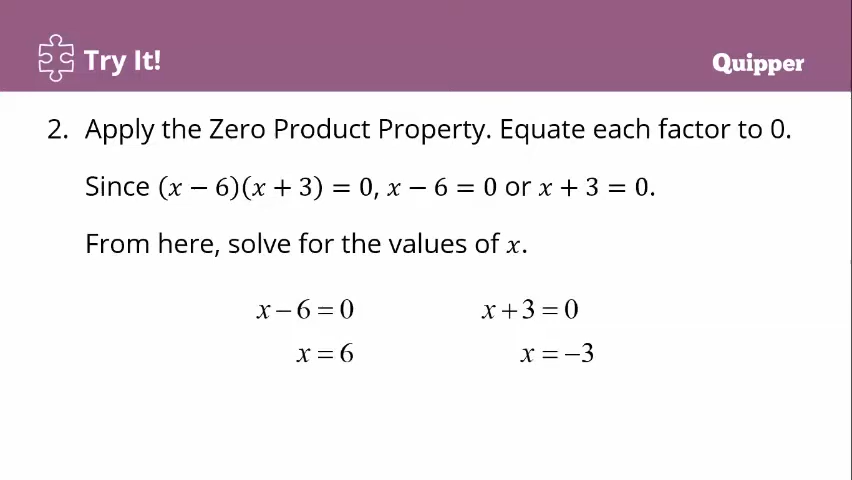 Try It!
Quipper
2. Apply the Zero Product Property. Equate each factor to 0.
Since (x − 6)(x + 3) = 0, x − 6 = 0 or x + 3 = 0.
From here, solve for the values of x.
x − 6 = 0 x + 3 = 0
x = 6 x = −3